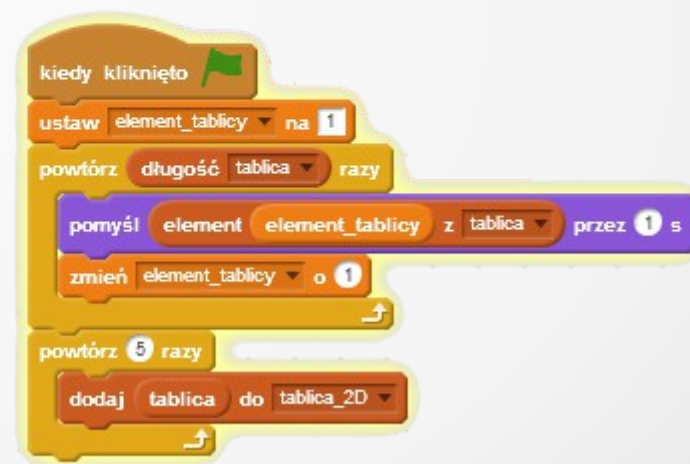 kiedy kliknięto
ustaw element_tablicy na 1
powtórz długość tablica razy
pomyśl element element_tablicy z tablica przez 1 s
zmień element_tablicy o 1
powtórz 5 razy
dodaj tablica do tablica_2D